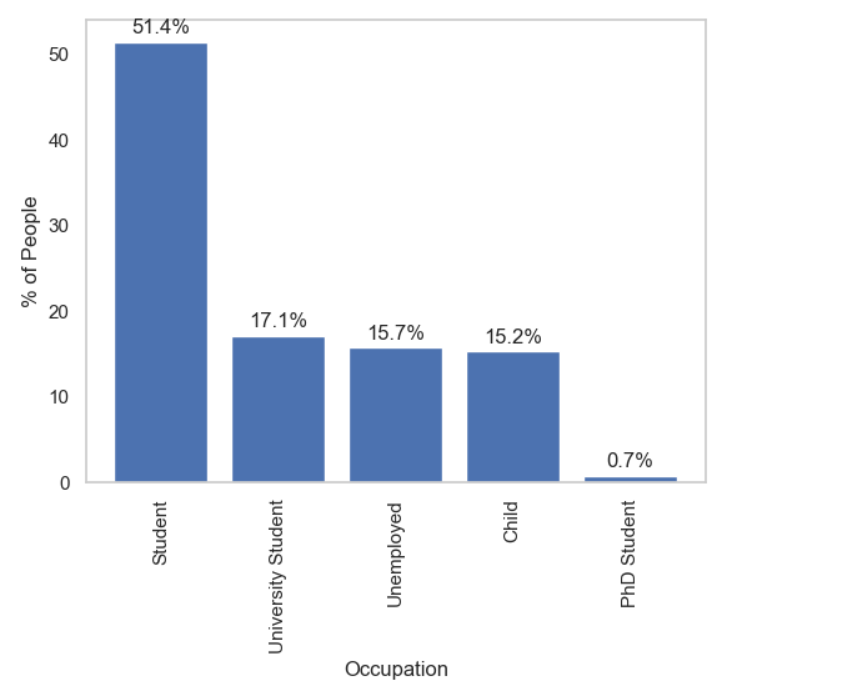 % of People
50
40
30
20
10
0
51.4%
17.1%
15.7%
15.2%
0.7%
Student
University Student
Unemployed
Child
PhD Student
Occupation